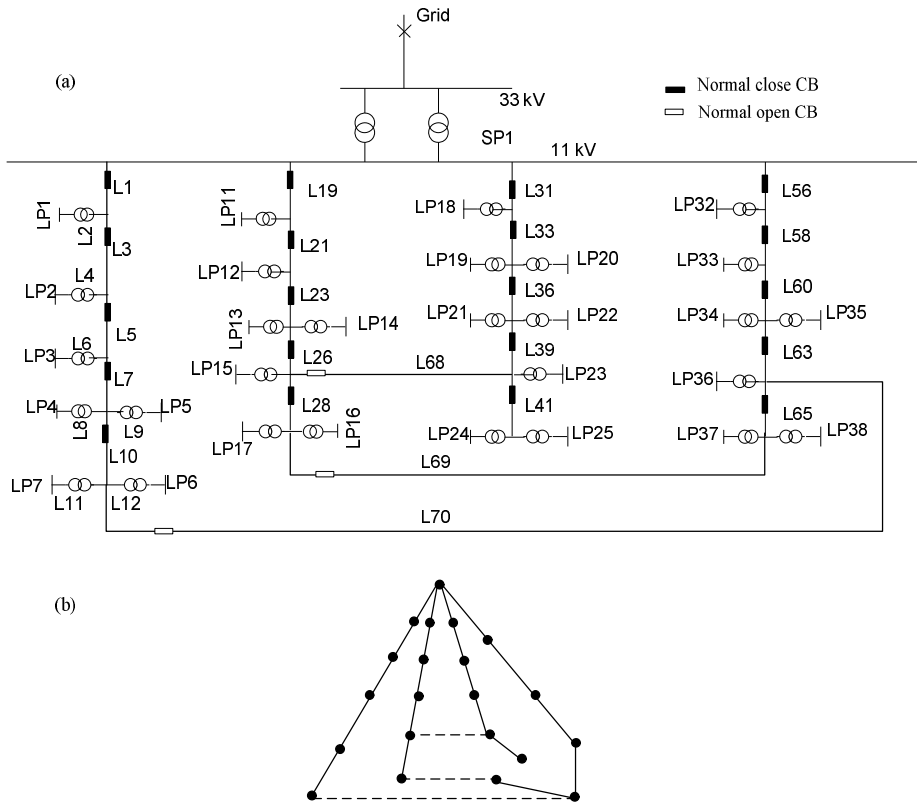 Grid
(a)
33 kV
Normal close CB
Normal open CB
SP1
11 kV
L1
L19
L31
L56
LP1
L2
LP11
LP18
LP32
L3
L21
L33
L58
LP2
L4
LP12
LP19
LP20
LP33
L5
L23
L36
L60
LP3
L6
LP13
LP14
LP21
LP22
LP34
LP35
L7
L26
L39
L63
LP15
L68
LP23
LP36
LP4
L8
L9
LP5
L28
L41
L65
L10
LP17
LP16
LP24
LP25
LP37
LP38
L69
LP7
L11
L12
LP6
L70
(b)